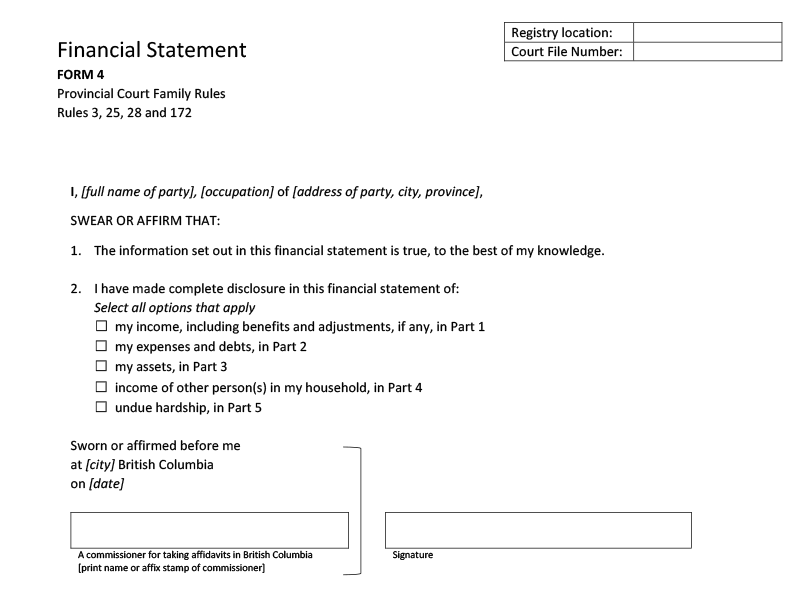 Financial Statement
FORM 4
Provincial Court Family Rules
Rules 3, 25, 28 and 172
Registry location:
Court File Number:
I, [full name of party], [occupation] of [address of party, city, province],
SWEAR OR AFFIRM THAT:
1. The information set out in this financial statement is true, to the best of my knowledge.
2. I have made complete disclosure in this financial statement of:
Select all options that apply
☐ my income, including benefits and adjustments, if any, in Part 1
☐ my expenses and debts, in Part 2
☐ my assets, in Part 3
☐ income of other person(s) in my household, in Part 4
☐ undue hardship, in Part 5
Sworn or affirmed before me
at [city] British Columbia
on [date]
A commissioner for taking affidavits in British Columbia
[print name or affix stamp of commissioner]
Signature